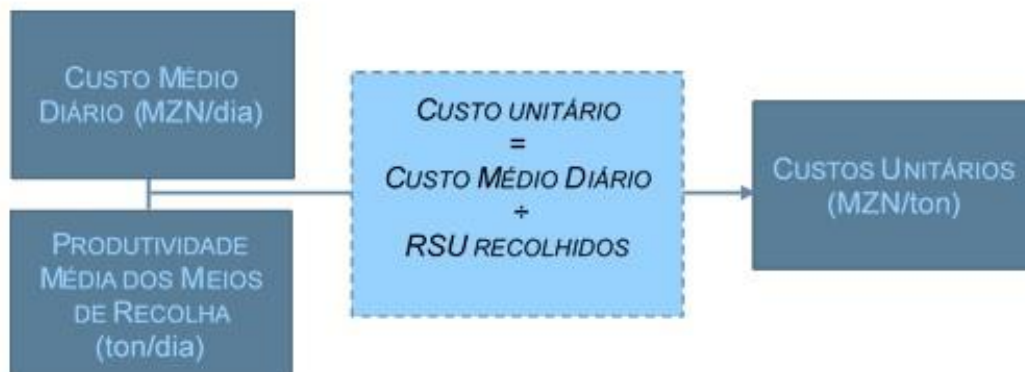 CUSTO MÉDIO
DIÁRIO (MZN/dia)
PRODUTIVIDADE
MÉDIA DOS MEIOS
DE RECOLHA
(ton/dia)
CUSTO UNITÁRIO
=
CUSTO MÉDIO DIÁRIO
÷
RSU RECOLHIDOS
CUSTOS UNITÁRIOS
(MZN/ton)